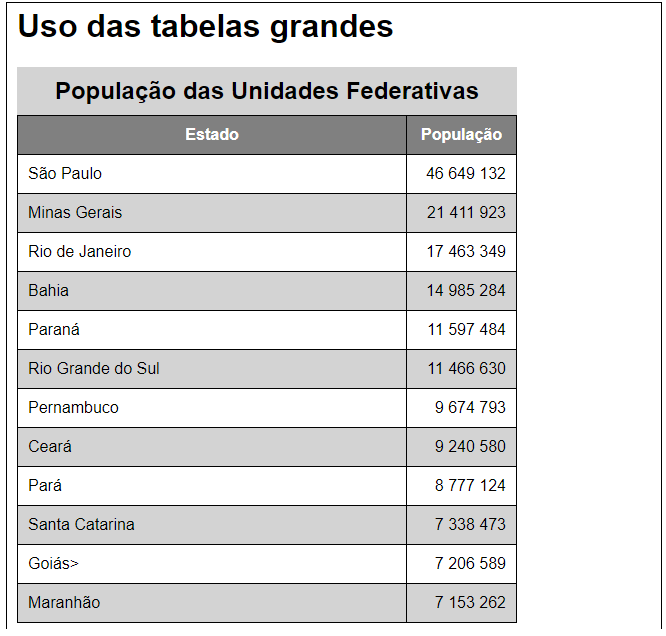 Uso das tabelas grandes
População das Unidades Federativas
Estado População
São Paulo 46 649 132
Minas Gerais 21 411 923
Rio de Janeiro 17 463 349
Bahia 14 985 284
Paraná 11 597 484
Rio Grande do Sul 11 466 630
Pernambuco 9 674 793
Ceará 9 240 580
Pará 8 777 124
Santa Catarina 7 338 473
Goiás> 7 206 589
Maranhão 7 153 262